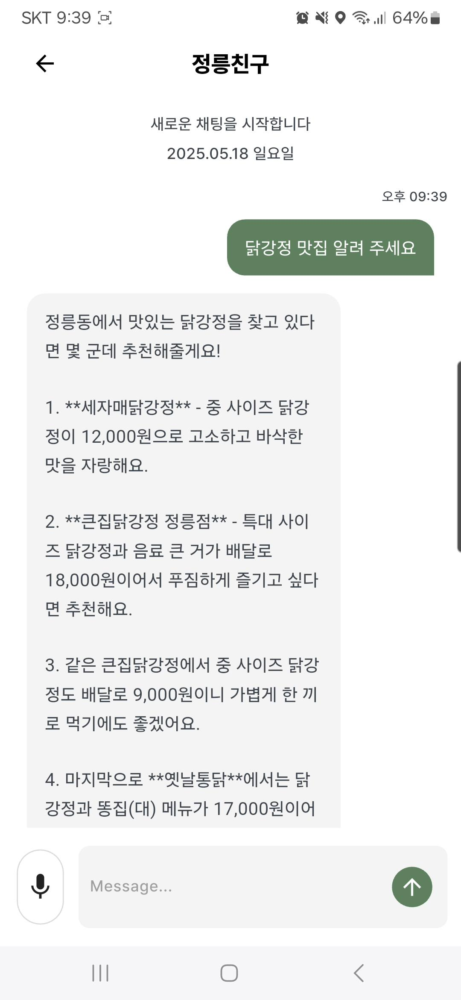 SKT 9:39 64%
정릉친구
새로운 채팅을 시작합니다
2025.05.18 일요일
오후 09:39
닭강정 맛집 알려 주세요
정릉동에서 맛있는 닭강정을 찾고 있다
면 몇 군데 추천해줄게요!
1. **세자매닭강정** - 중 사이즈 닭강
정이 12,000원으로 고소하고 바삭한
맛을 자랑해요.
2. **큰집닭강정 정릉점** - 특대 사이
즈 닭강정과 음료 큰 거가 배달로
18,000원이어서 푸짐하게 즐기고 싶다
면 추천해요.
3. 같은 큰집닭강정에서 중 사이즈 닭강
정도 배달로 9,000원이니 가볍게 한 끼
로 먹기에도 좋겠어요.
4. 마지막으로 **옛날통닭**에서는 닭
강정과 똥집(대) 메뉴가 17,000원이어
Message...